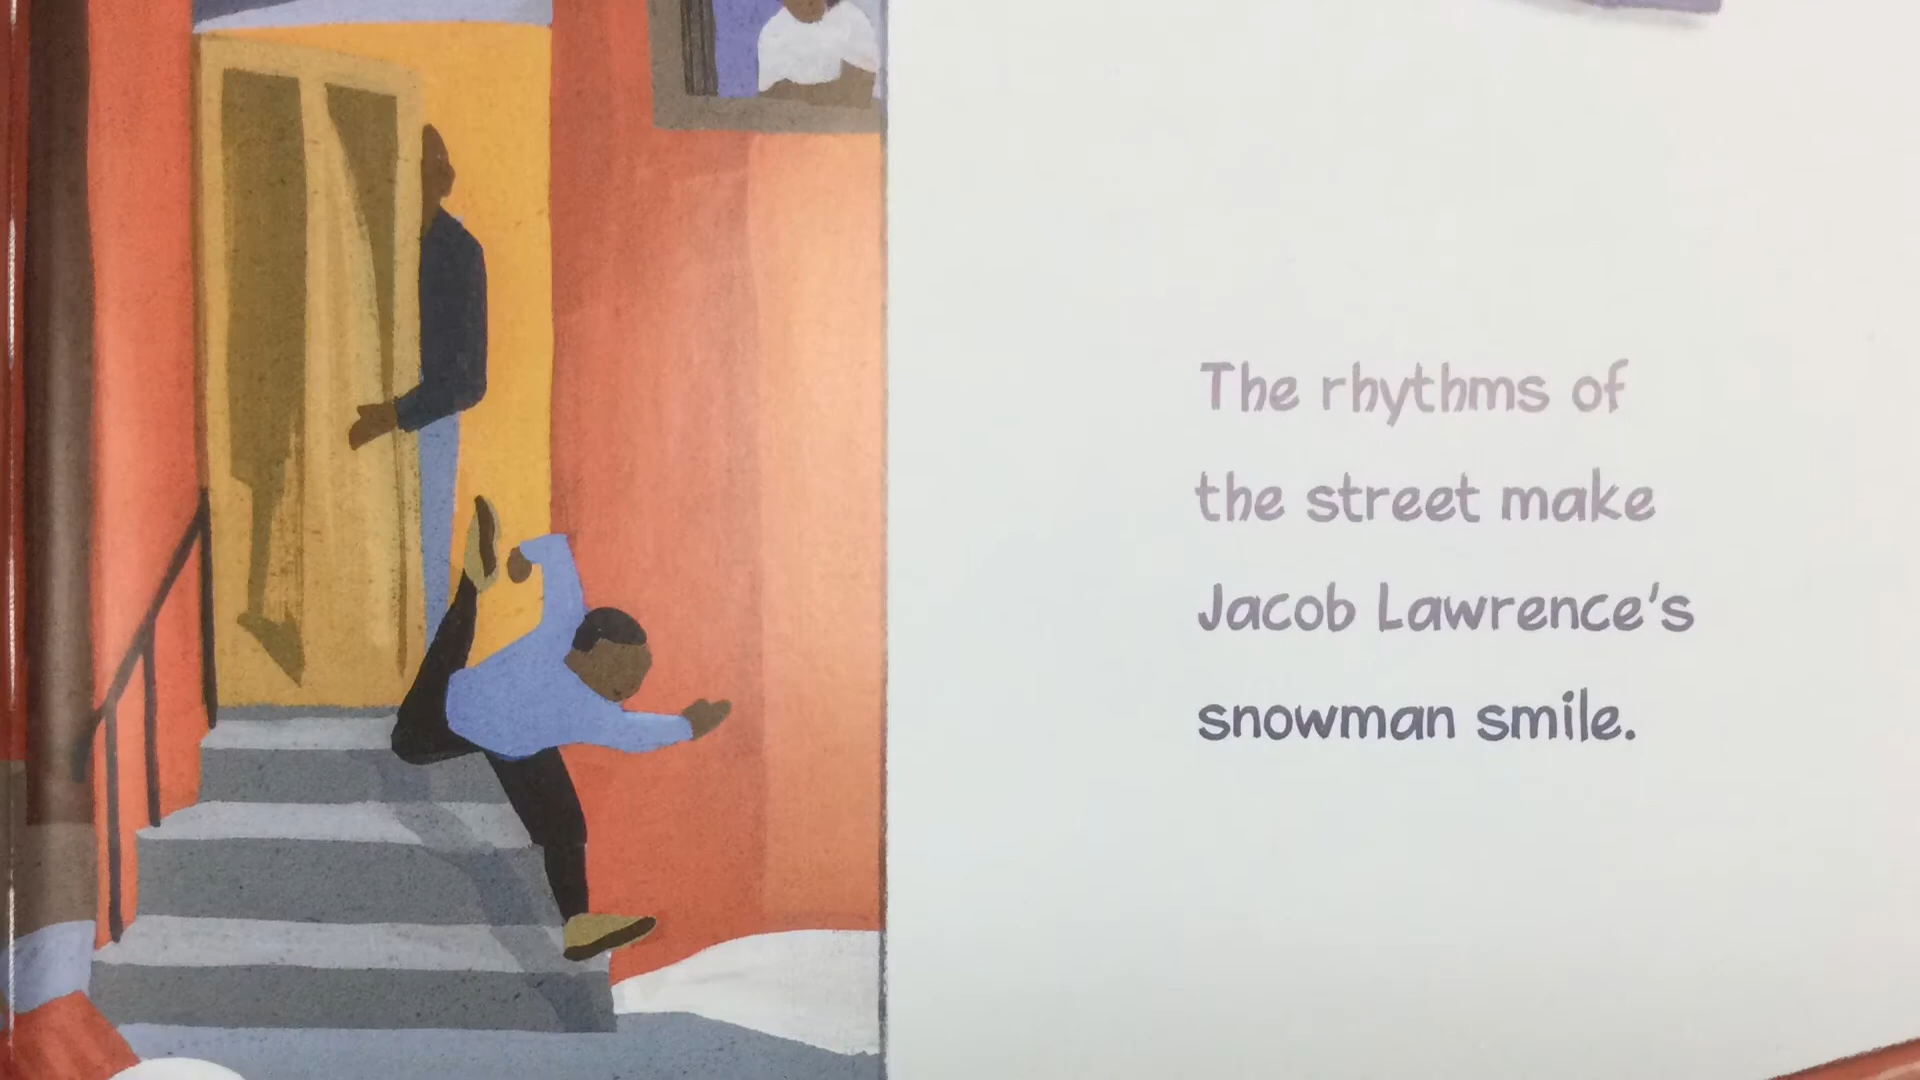 The rhythms of
the street make
Jacob Lawrence's
snowman smile.